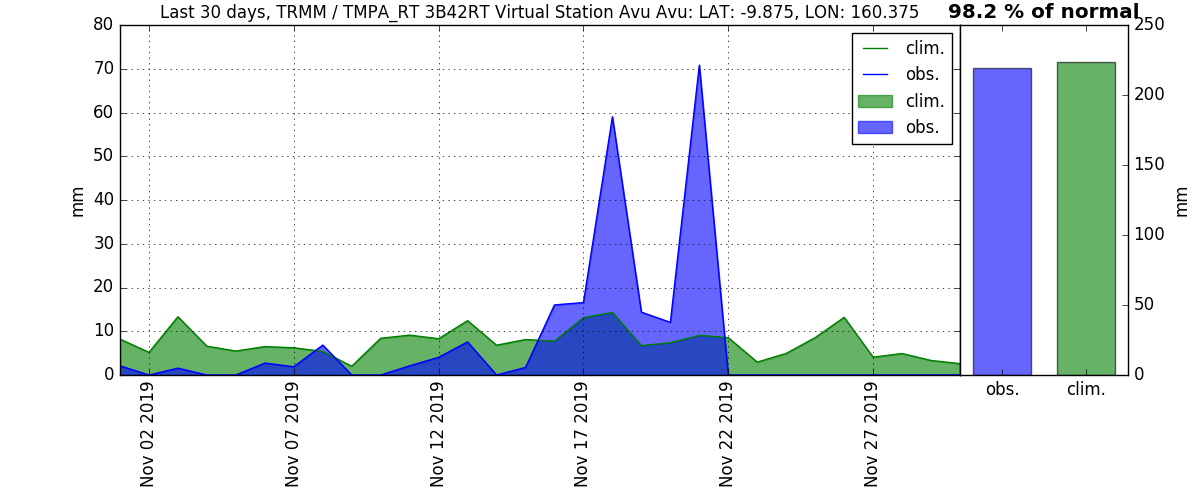 Last 30 days, TRMM / TMPA_RT 3B42RT Virtual Station Avu Avu: LAT: -9.875, LON: 160.375
98.2 % of normal
80
70
60
50
40
30
20
10
0
mm
clim.
obs.
clim.
obs.
250
200
150
100
50
0
mm
obs.
clim.
Nov 02 2019
Nov 07 2019
Nov 12 2019
Nov 17 2019
Nov 22 2019
Nov 27 2019